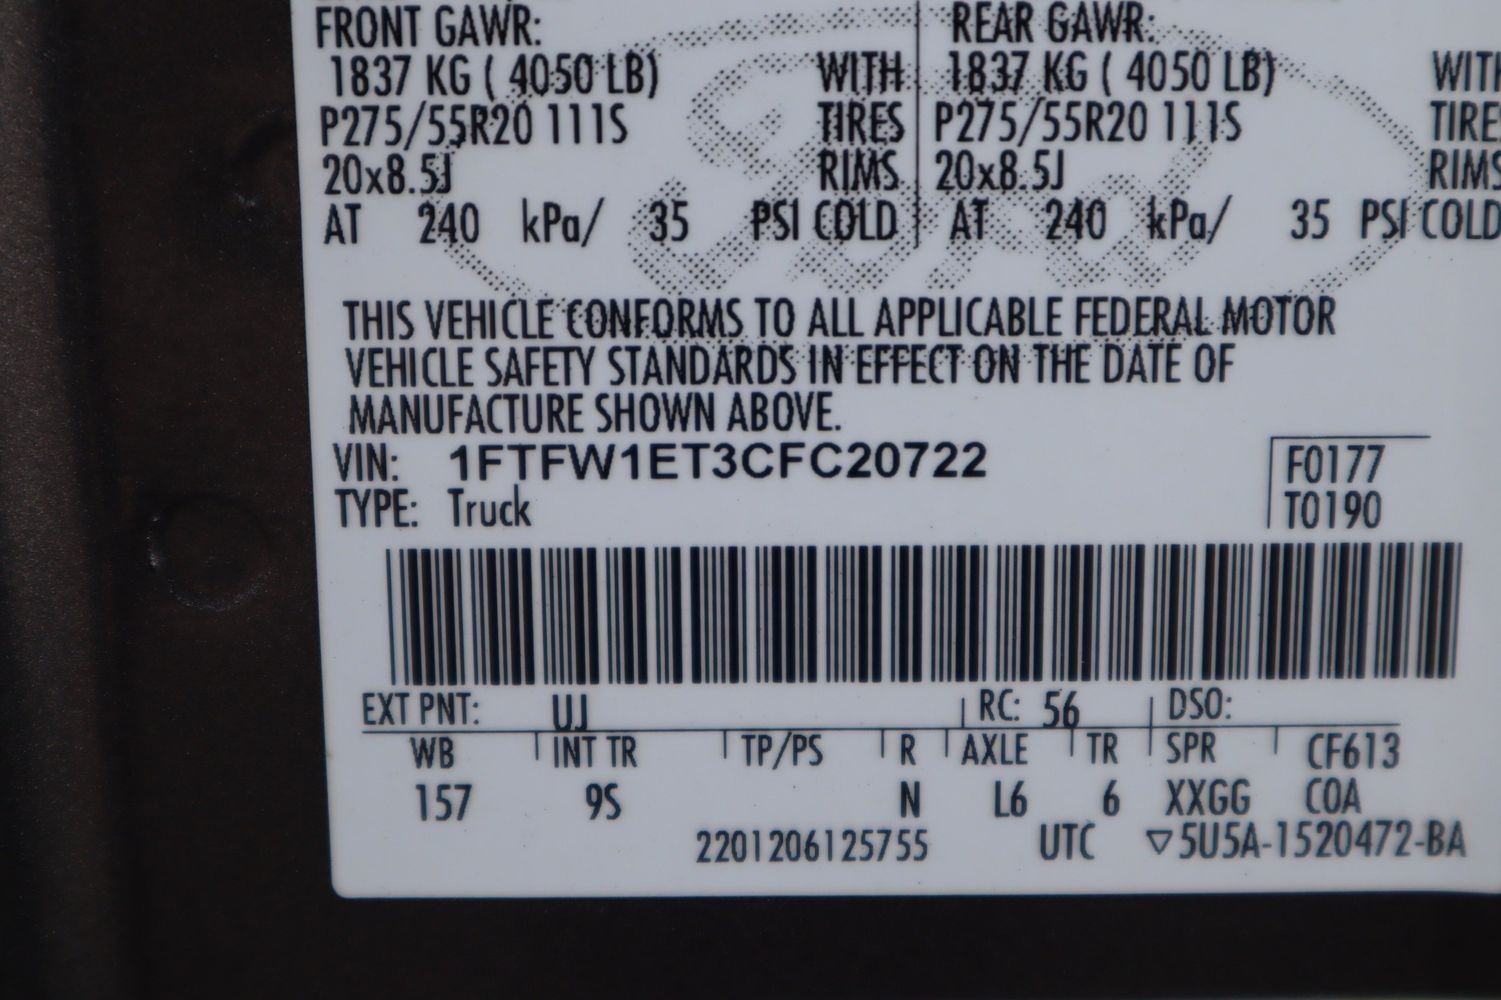 FRONT GAWR: REAR GAWR:
1837 KG ( 4050 LB) WITH 1837 KG ( 4050 LB) WITH
P275/55R20 111S TIRES P275/55R20 111S TIRES
20x8.5J RIMS 20x8.5J RIMS
AT 240 kPa/ 35 PSI COLD AT 240 kPa/ 35 PSI COLD
Ford
THIS VEHICLE CONFORMS TO ALL APPLICABLE FEDERAL MOTOR
VEHICLE SAFETY STANDARDS IN EFFECT ON THE DATE OF
MANUFACTURE SHOWN ABOVE.
VIN: 1FTFW1ET3CFC20722 F0177
TYPE: Truck T0190
EXT PNT: UJ RC: 56 DSO:
WB INT TR TP/PS R AXLE TR SPR CF613
157 9S N L6 6 XXGG COA
2201206125755 UTC ▽5U5A-1520472-BA